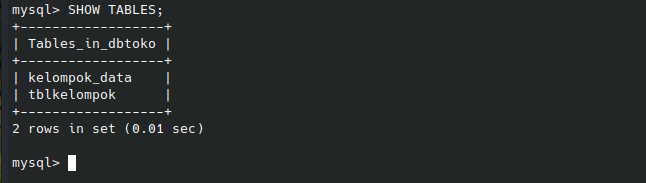 mysql> SHOW TABLES;
+------------------+
| Tables_in_dbtoko |
+------------------+
| kelompok_data    |
| tblkelompok      |
+------------------+
2 rows in set (0.01 sec)
mysql>